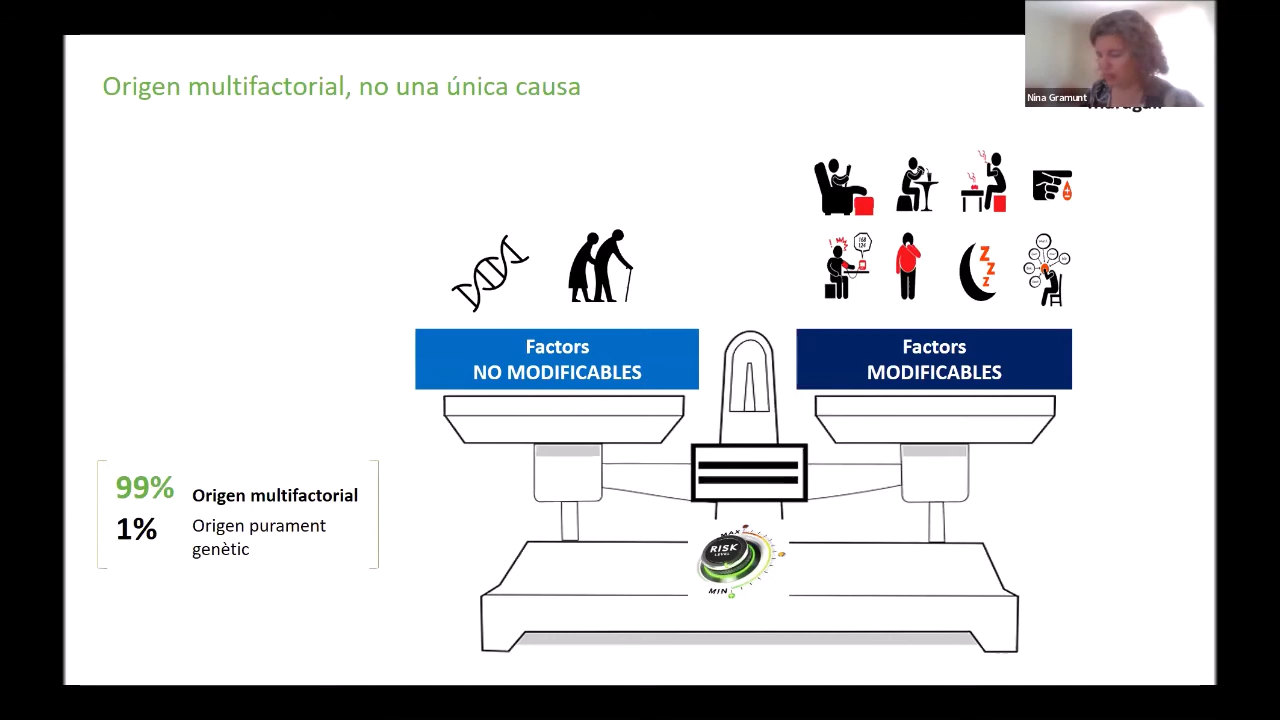 Origen multifactorial, no una única causa
Nina Gramunt
Factors
NO MODIFICABLES
Factors
MODIFICABLES
99% Origen multifactorial
1% Origen purament
genètic
MAX
RISK
LEVEL
MIN